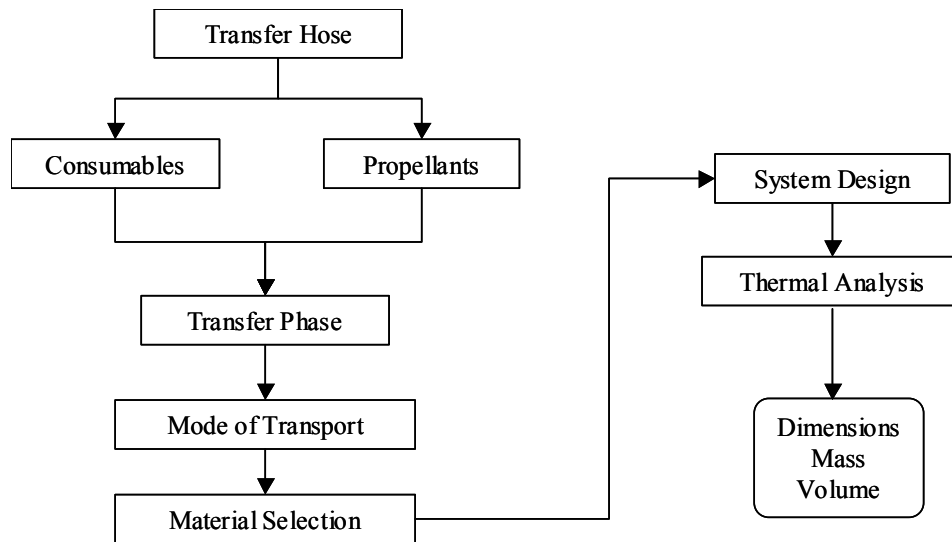 Transfer Hose
Consumables
Propellants
Transfer Phase
Mode of Transport
Material Selection
System Design
Thermal Analysis
Dimensions
Mass
Volume